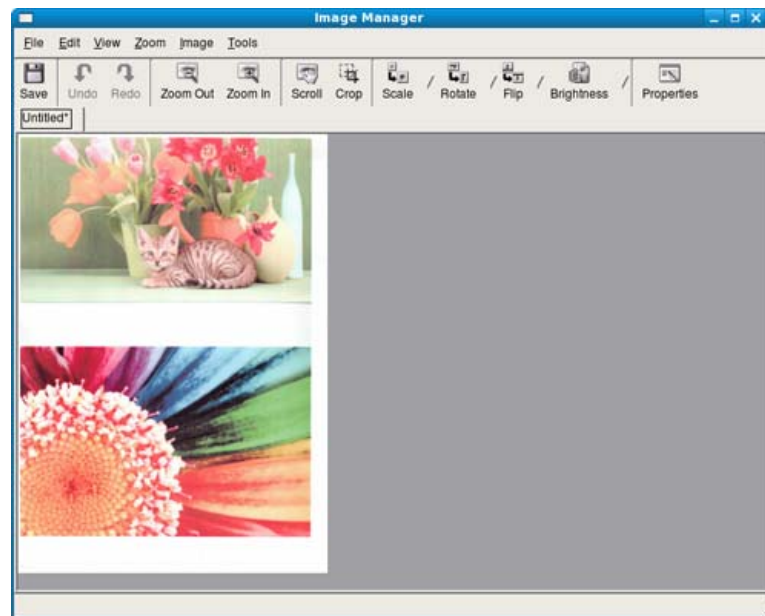 Image Manager
File Edit View Zoom Image Tools
Save Undo Redo Zoom Out Zoom In Scroll Crop Scale Rotate Flip Brightness Properties
Untitled*